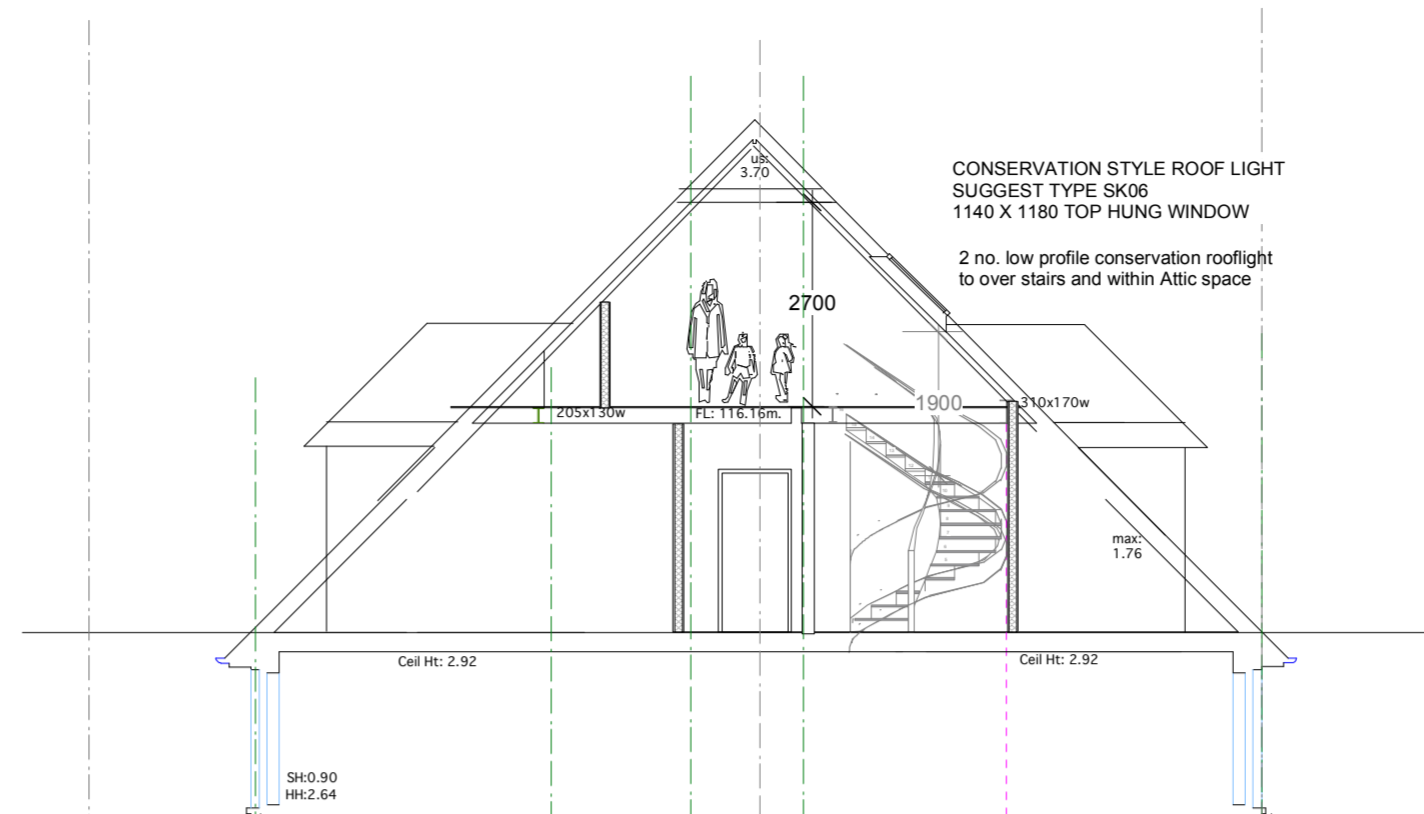 us:
3.70
CONSERVATION STYLE ROOF LIGHT
SUGGEST TYPE SK06
1140 X 1180 TOP HUNG WINDOW
2 no. low profile conservation rooflight
to over stairs and within Attic space
2700
1900
310x170w
205x130w
FL: 116.16m.
max:
1.76
Ceil Ht: 2.92
Ceil Ht: 2.92
SH:0.90
HH:2.64